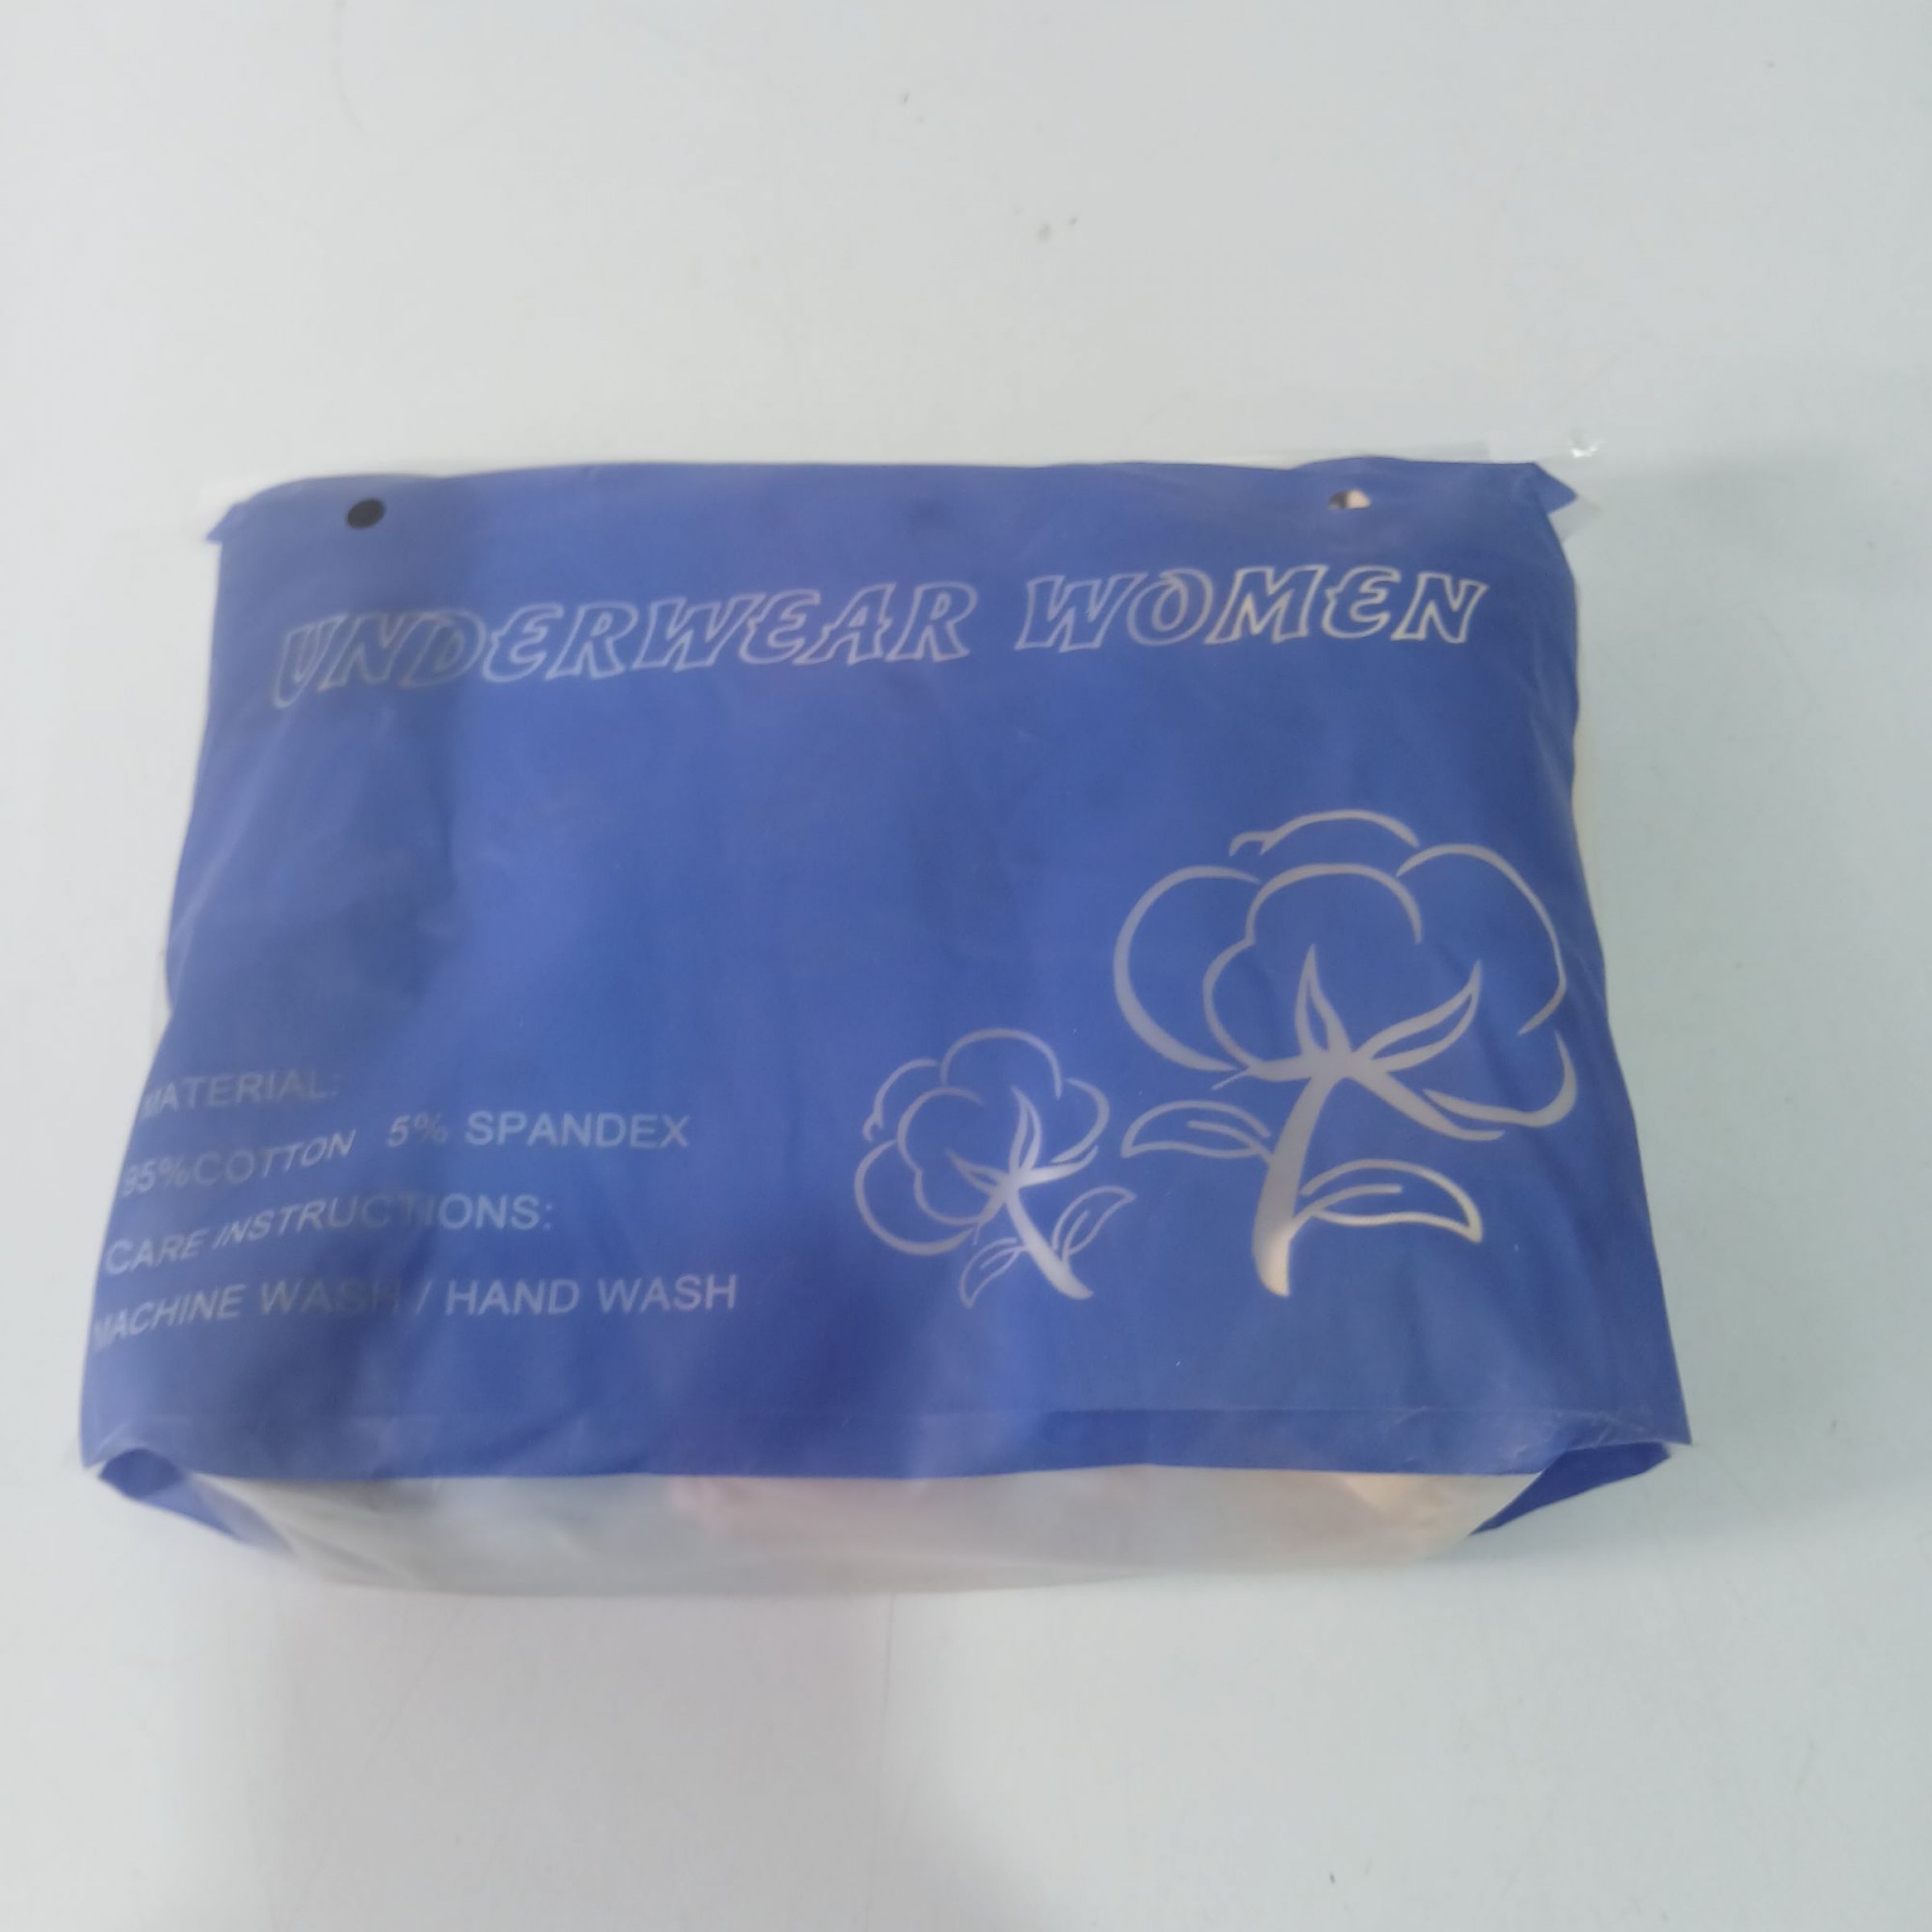 UNDERWEAR WOMEN
MATERIAL:
95%COTTON 5% SPANDEX
CARE INSTRUCTIONS:
MACHINE WASH / HAND WASH